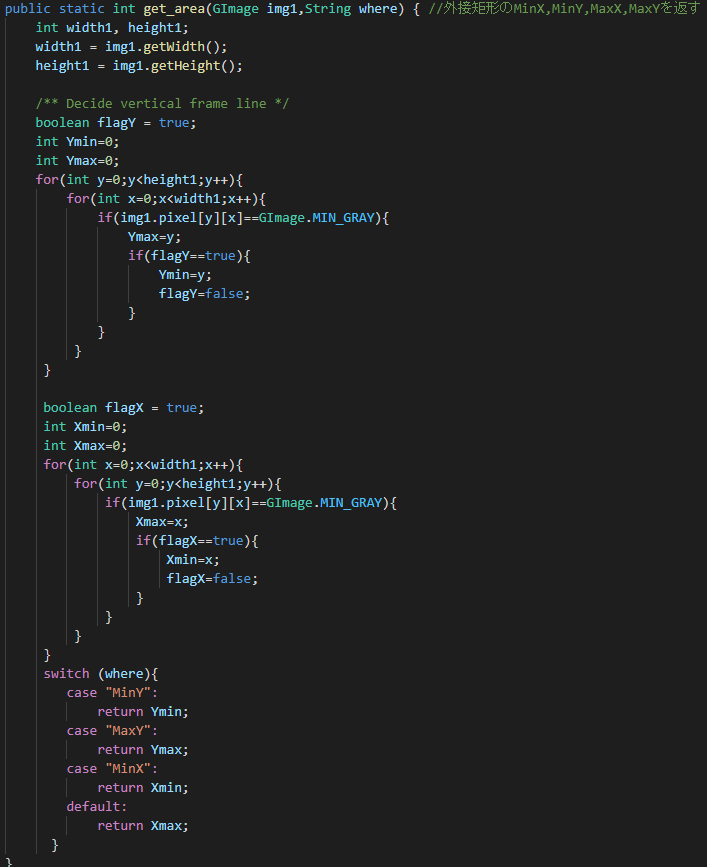 public static int get_area(GImage img1,String where) { //外接矩形のMinX,MinY,MaxX,MaxYを返す
    int width1, height1;
    width1 = img1.getWidth();
    height1 = img1.getHeight();

    /** Decide vertical frame line */
    boolean flagY = true;
    int Ymin=0;
    int Ymax=0;
    for(int y=0;y<height1;y++){
        for(int x=0;x<width1;x++){
            if(img1.pixel[y][x]==GImage.MIN_GRAY){
                Ymax=y;
                if(flagY==true){
                    Ymin=y;
                    flagY=false;
                }
            }
         }
     }

     boolean flagX = true;
     int Xmin=0;
     int Xmax=0;
     for(int x=0;x<width1;x++){
         for(int y=0;y<height1;y++){
             if(img1.pixel[y][x]==GImage.MIN_GRAY){
                 Xmax=x;
                 if(flagX==true){
                     Xmin=x;
                     flagX=false;
                 }
             }
         }
     }
     switch (where){
        case "MinY":
            return Ymin;
        case "MaxY":
            return Ymax;
        case "MinX":
            return Xmin;
        default:
            return Xmax;
      }
}